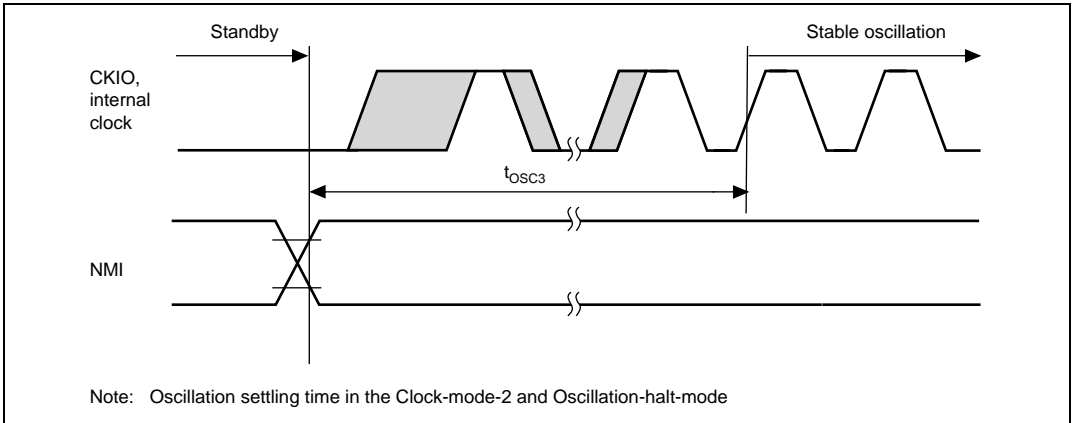 Standby
Stable oscillation
CKIO,
internal
clock
tOSC3
NMI
Note: Oscillation settling time in the Clock-mode-2 and Oscillation-halt-mode